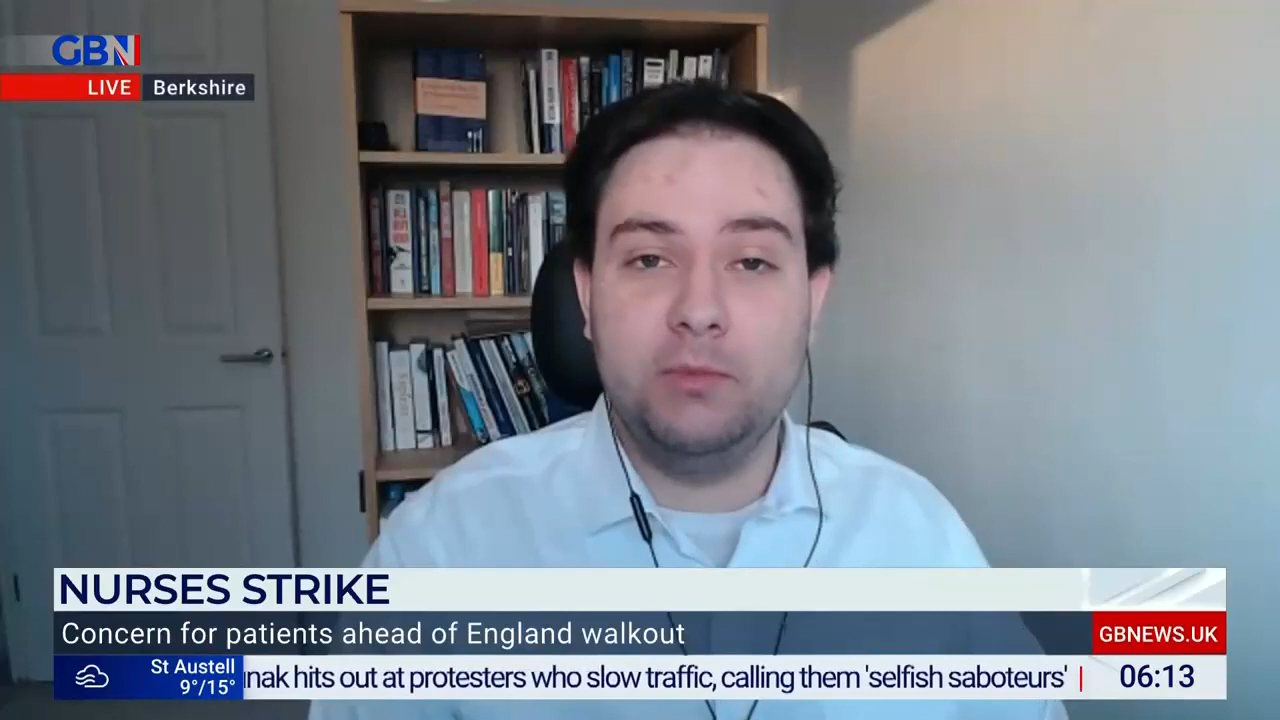 GBN
LIVE Berkshire
NURSES STRIKE
Concern for patients ahead of England walkout
GBNEWS.UK
St Austell
9°/15°
nak hits out at protesters who slow traffic, calling them 'selfish saboteurs' |
06:13